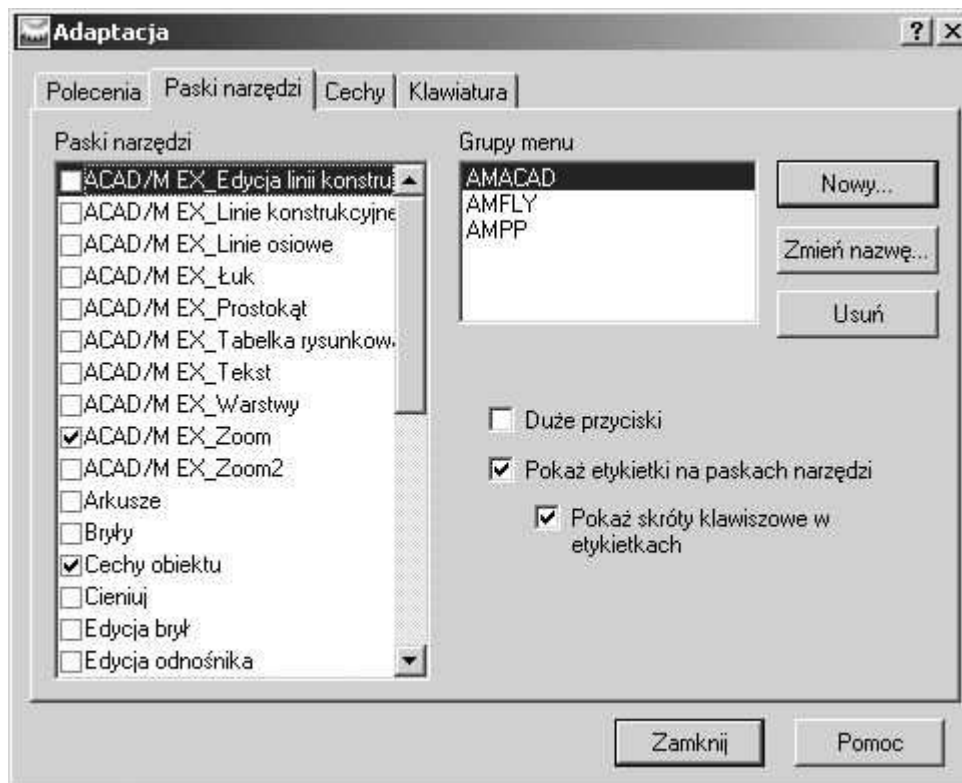 Adaptacja
Polecenia Paski narzędzi Cechy Klawiatura
Paski narzędzi
ACAD/M EX_Edycja linii konstru
ACAD/M EX_Linie konstrukcyjne
ACAD/M EX_Linie osiowe
ACAD/M EX_Łuk
ACAD/M EX_Prostokąt
ACAD/M EX_Tabelka rysunkowa
ACAD/M EX_Tekst
ACAD/M EX_Warstwy
ACAD/M EX_Zoom
ACAD/M EX_Zoom2
Arkusze
Bryły
Cechy obiektu
Cieniuj
Edycja brył
Edycja odnośnika
Grupy menu
AMACAD
AMFLY
AMPP
Nowy...
Zmień nazwę...
Usuń
Duże przyciski
Pokaż etykietki na paskach narzędzi
Pokaż skróty klawiszowe w
etykietkach
Zamknij Pomoc